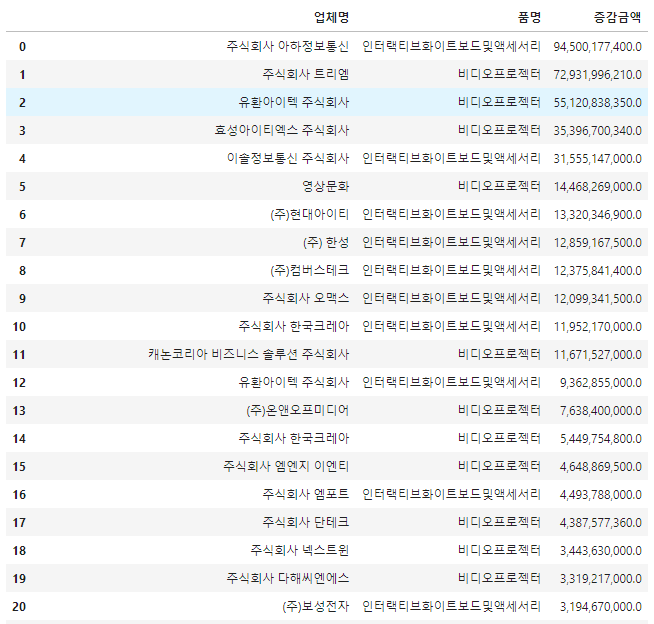 업체명 품명 증감금액
0 주식회사 아하정보통신 인터랙티브화이트보드및액세서리 94,500,177,400.0
1 주식회사 트리엠 비디오프로젝터 72,931,996,210.0
2 유환아이텍 주식회사 비디오프로젝터 55,120,838,350.0
3 효성아이티엑스 주식회사 비디오프로젝터 35,396,700,340.0
4 이솔정보통신 주식회사 인터랙티브화이트보드및액세서리 31,555,147,000.0
5 영상문화 비디오프로젝터 14,468,269,000.0
6 (주)현대아이티 인터랙티브화이트보드및액세서리 13,320,346,900.0
7 (주) 한성 인터랙티브화이트보드및액세서리 12,859,167,500.0
8 (주)컴버스테크 인터랙티브화이트보드및액세서리 12,375,841,400.0
9 주식회사 오맥스 인터랙티브화이트보드및액세서리 12,099,341,500.0
10 주식회사 한국크레아 인터랙티브화이트보드및액세서리 11,952,170,000.0
11 캐논코리아 비즈니스 솔루션 주식회사 비디오프로젝터 11,671,527,000.0
12 유환아이텍 주식회사 인터랙티브화이트보드및액세서리 9,362,855,000.0
13 (주)온앤오프미디어 비디오프로젝터 7,638,400,000.0
14 주식회사 한국크레아 비디오프로젝터 5,449,754,800.0
15 주식회사 엠엔지 이엔티 비디오프로젝터 4,648,869,500.0
16 주식회사 엠포트 인터랙티브화이트보드및액세서리 4,493,788,000.0
17 주식회사 단테크 비디오프로젝터 4,387,577,360.0
18 주식회사 넥스트윈 비디오프로젝터 3,443,630,000.0
19 주식회사 다해씨엔에스 비디오프로젝터 3,319,217,000.0
20 (주)보성전자 인터랙티브화이트보드및액세서리 3,194,670,000.0